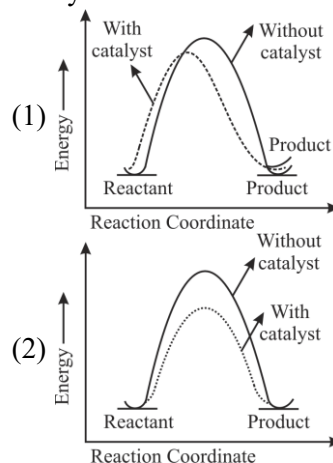 With
catalyst
Without
catalyst
(1)
Energy
Product
Reactant
Product
Reaction Coordinate
Without
catalyst
With
catalyst
(2)
Energy
Reactant
Product
Reaction Coordinate